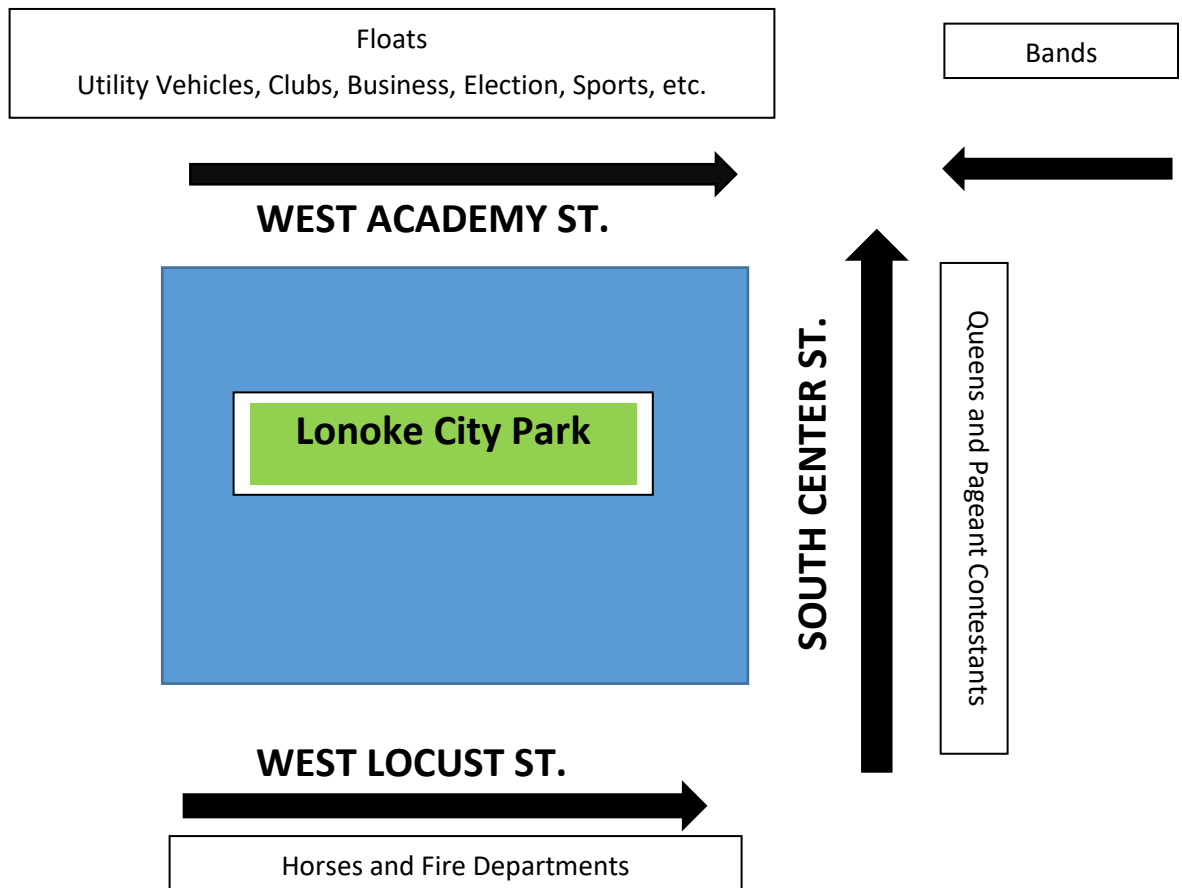 Floats
Utility Vehicles, Clubs, Business, Election, Sports, etc.
Bands
WEST ACADEMY ST.
Lonoke City Park
SOUTH CENTER ST.
Queens and Pageant Contestants
WEST LOCUST ST.
Horses and Fire Departments